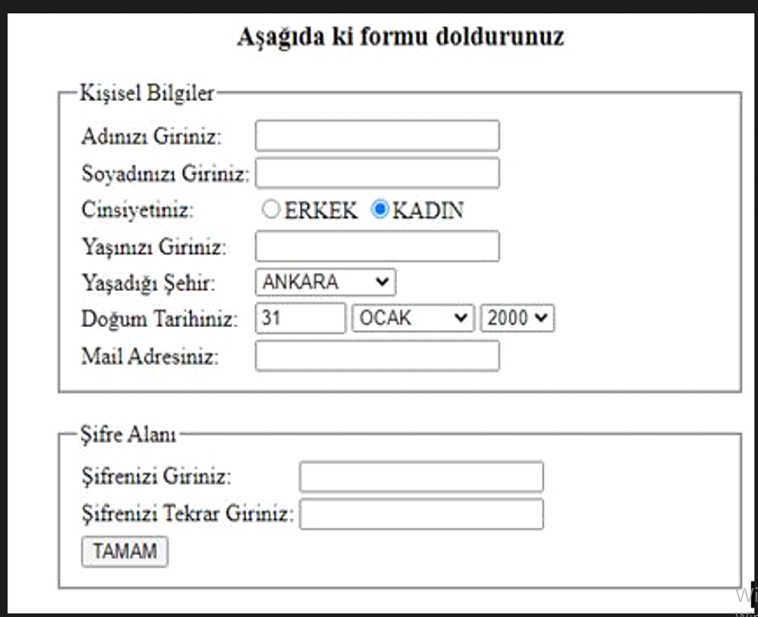 Aşağıda ki formu doldurunuz
Kişisel Bilgiler
Adınızı Giriniz:
Soyadınızı Giriniz:
Cinsiyetiniz: ERKEK KADIN
Yaşınızı Giriniz:
Yaşadığı Şehir: ANKARA
Doğum Tarihiniz: 31 OCAK 2000
Mail Adresiniz:
Şifre Alanı
Şifrenizi Giriniz:
Şifrenizi Tekrar Giriniz:
TAMAM